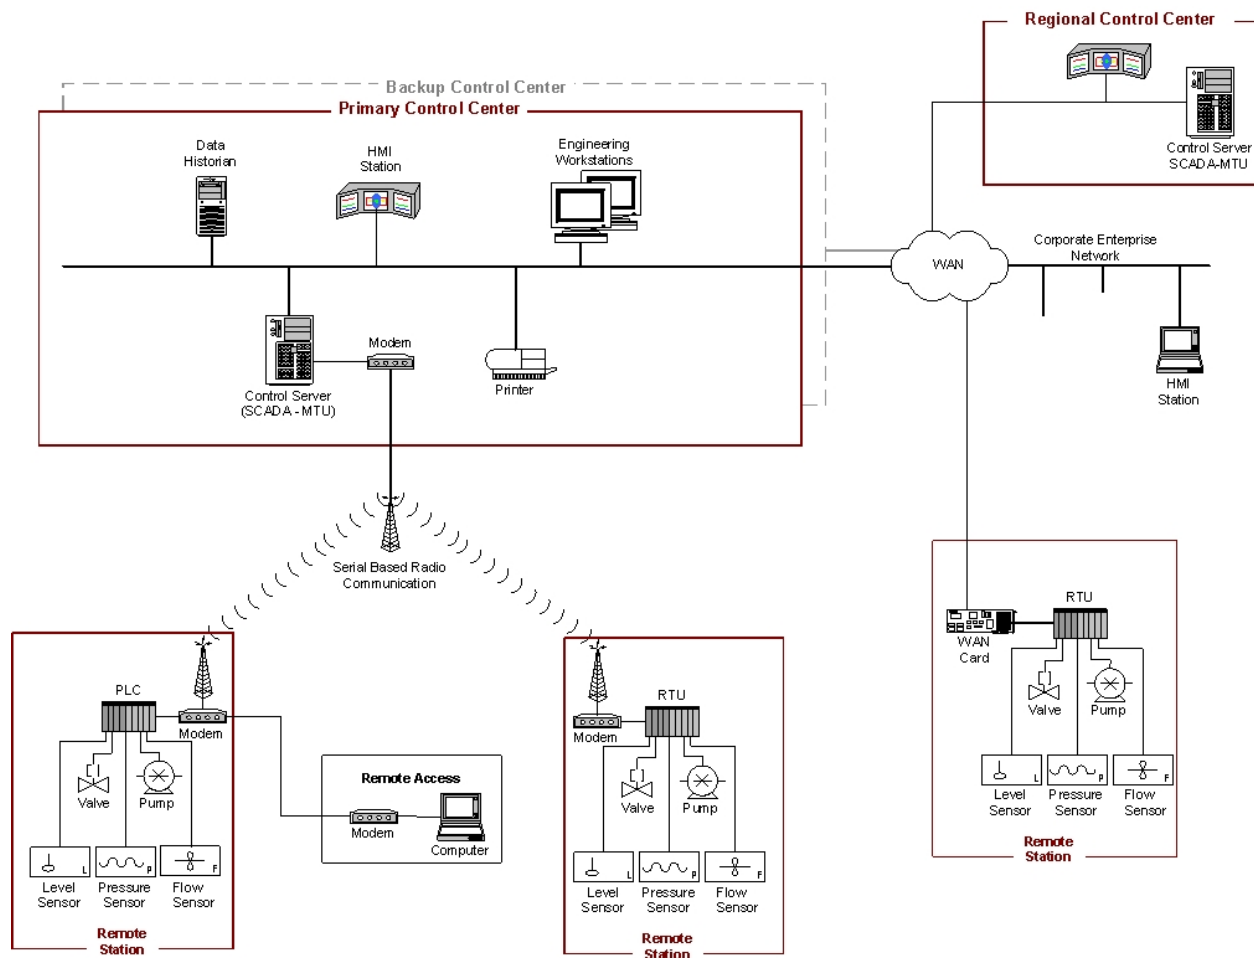 Regional Control Center
Control Server
SCADA-MTU
Backup Control Center
Primary Control Center
Data
Historian
HMI
Station
Engineering
Workstations
Control Server
(SCADA - MTU)
Modem
Printer
WAN
Corporate Enterprise
Network
HMI
Station
Serial Based Radio
Communication
PLC
Modem
Valve
Pump
L
P
F
Level
Sensor
Pressure
Sensor
Flow
Sensor
Remote
Station
Remote Access
Modem
Computer
RTU
Modem
Valve
Pump
L
P
F
Level
Sensor
Pressure
Sensor
Flow
Sensor
Remote
Station
RTU
WAN
Card
Valve
Pump
L
P
F
Level
Sensor
Pressure
Sensor
Flow
Sensor
Remote
Station